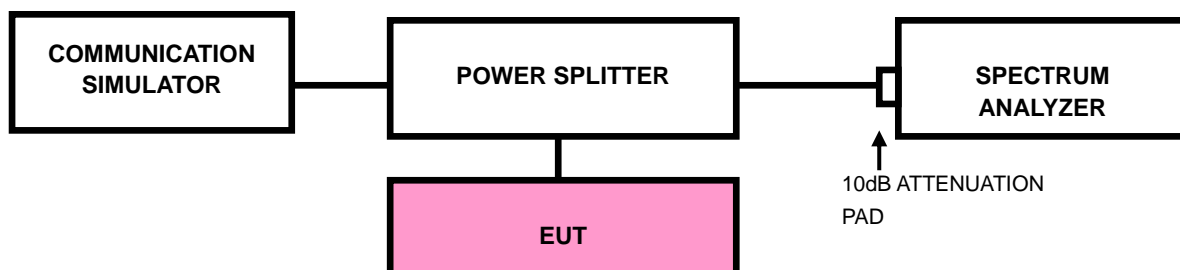 COMMUNICATION
SIMULATOR
POWER SPLITTER
SPECTRUM
ANALYZER
10dB ATTENUATION
PAD
EUT